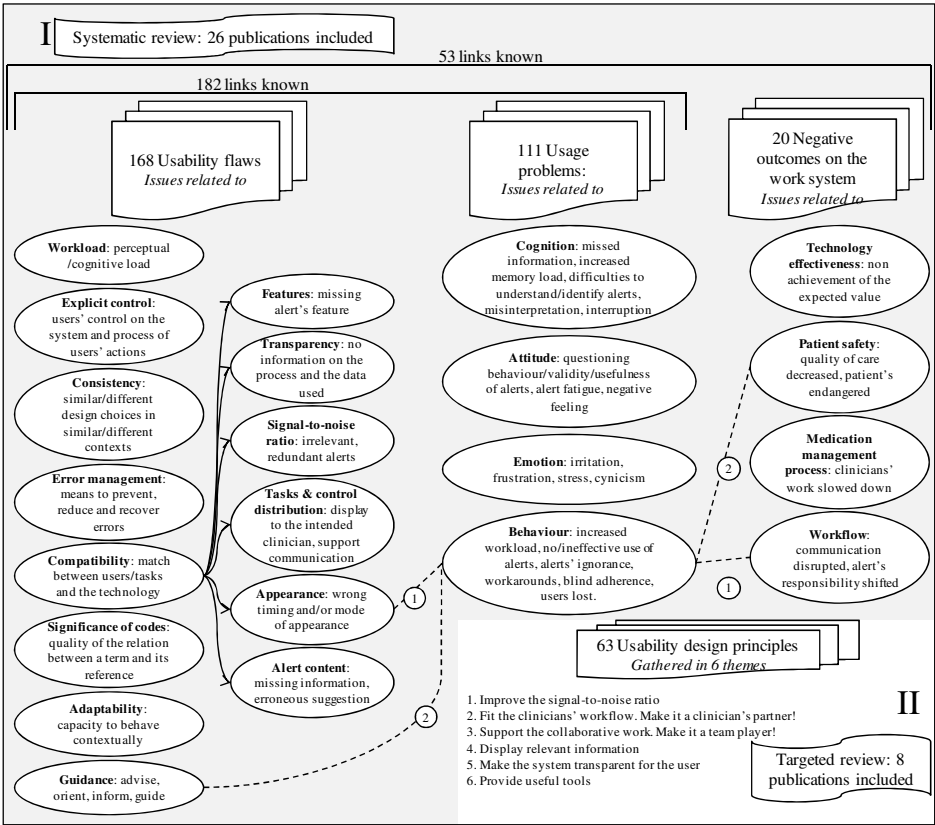 I
Systematic review: 26 publications included
53 links known
182 links known
168 Usability flaws
Issues related to
111 Usage
problems:
Issues related to
20 Negative
outcomes on the
work system
Issues related to
Workload: perceptual
/cognitive load
Explicit control:
users' control on the
system and process of
users' actions
Consistency:
similar/different
design choices in
similar/different
contexts
Error management:
means to prevent,
reduce and recover
errors
Compatibility: match
between users/tasks
and the technology
Significance of codes:
quality of the relation
between a term and its
reference
Adaptability:
capacity to behave
contextually
Guidance: advise,
orient, inform, guide
Features: missing
alert's feature
Transparency: no
information on the
process and the data
used
Signal-to-noise
ratio: irrelevant,
redundant alerts
Tasks & control
distribution: display
to the intended
clinician, support
communication
Appearance: wrong
timing and/or mode
of appearance
Alert content:
missing information,
erroneous suggestion
1
2
Cognition: missed
information, increased
memory load, difficulties to
understand/identify alerts,
misinterpretation, interruption
Attitude: questioning
behaviour/validity/usefulness
of alerts, alert fatigue, negative
feeling
Emotion: irritation,
frustration, stress, cynicism
Behaviour: increased
workload, no/ineffective use of
alerts, alerts' ignorance,
workarounds, blind adherence,
users lost.
2
1
Technology
effectiveness: non
achievement of the
expected value
Patient safety:
quality of care
decreased, patient's
endangered
Medication
management
process: clinicians'
work slowed down
Workflow:
communication
disrupted, alert's
responsibility shifted
63 Usability design principles
Gathered in 6 themes
1. Improve the signal-to-noise ratio
2. Fit the clinicians' workflow. Make it a clinician's partner!
3. Support the collaborative work. Make it a team player!
4. Display relevant information
5. Make the system transparent for the user
6. Provide useful tools
II
Targeted review: 8
publications included